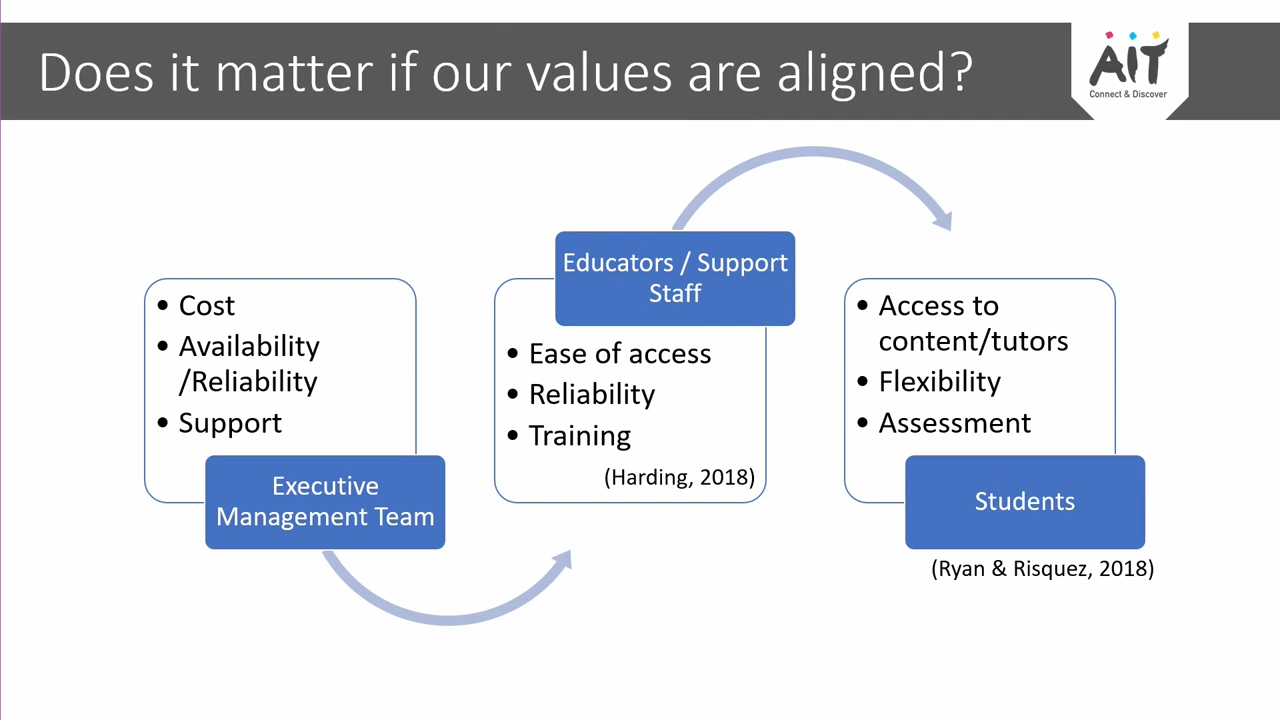 Does it matter if our values are aligned?
AIT
Connect & Discover
• Cost
• Availability
/Reliability
• Support
Executive
Management Team
Educators / Support
Staff
• Ease of access
• Reliability
• Training
(Harding, 2018)
• Access to
content/tutors
• Flexibility
• Assessment
Students
(Ryan & Risquez, 2018)